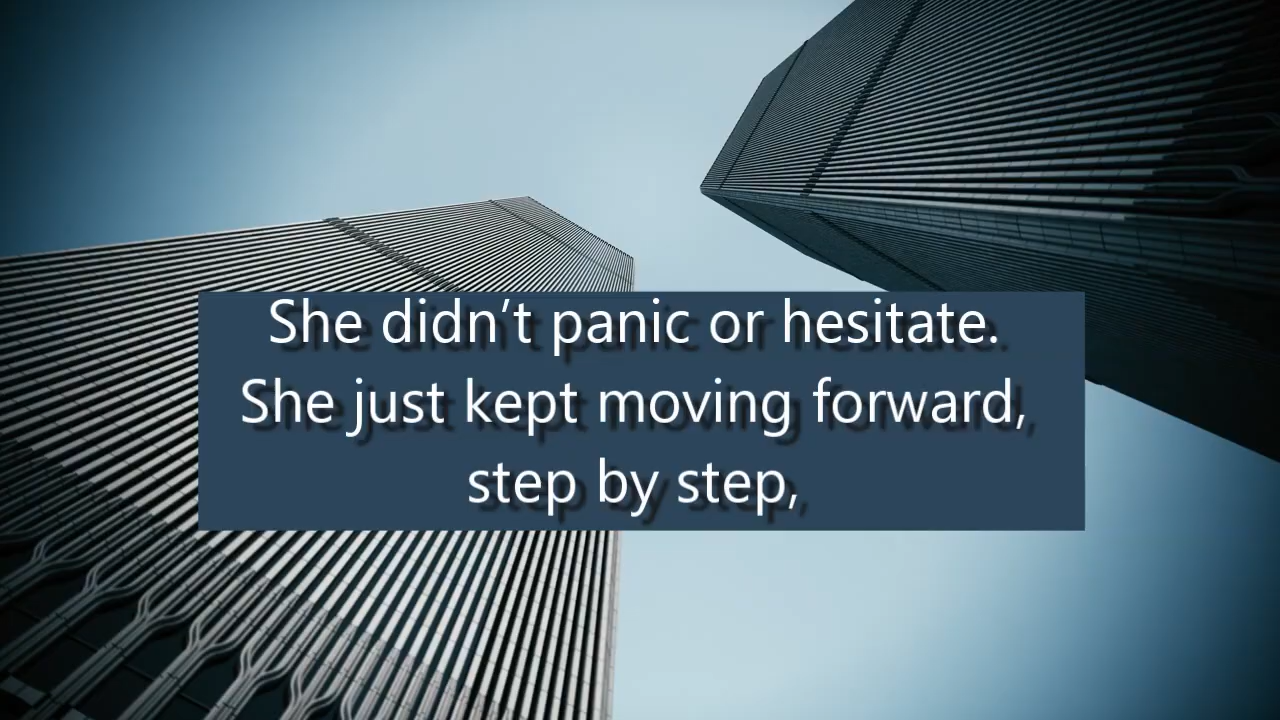 She didn’t panic or hesitate.
She just kept moving forward,
step by step,